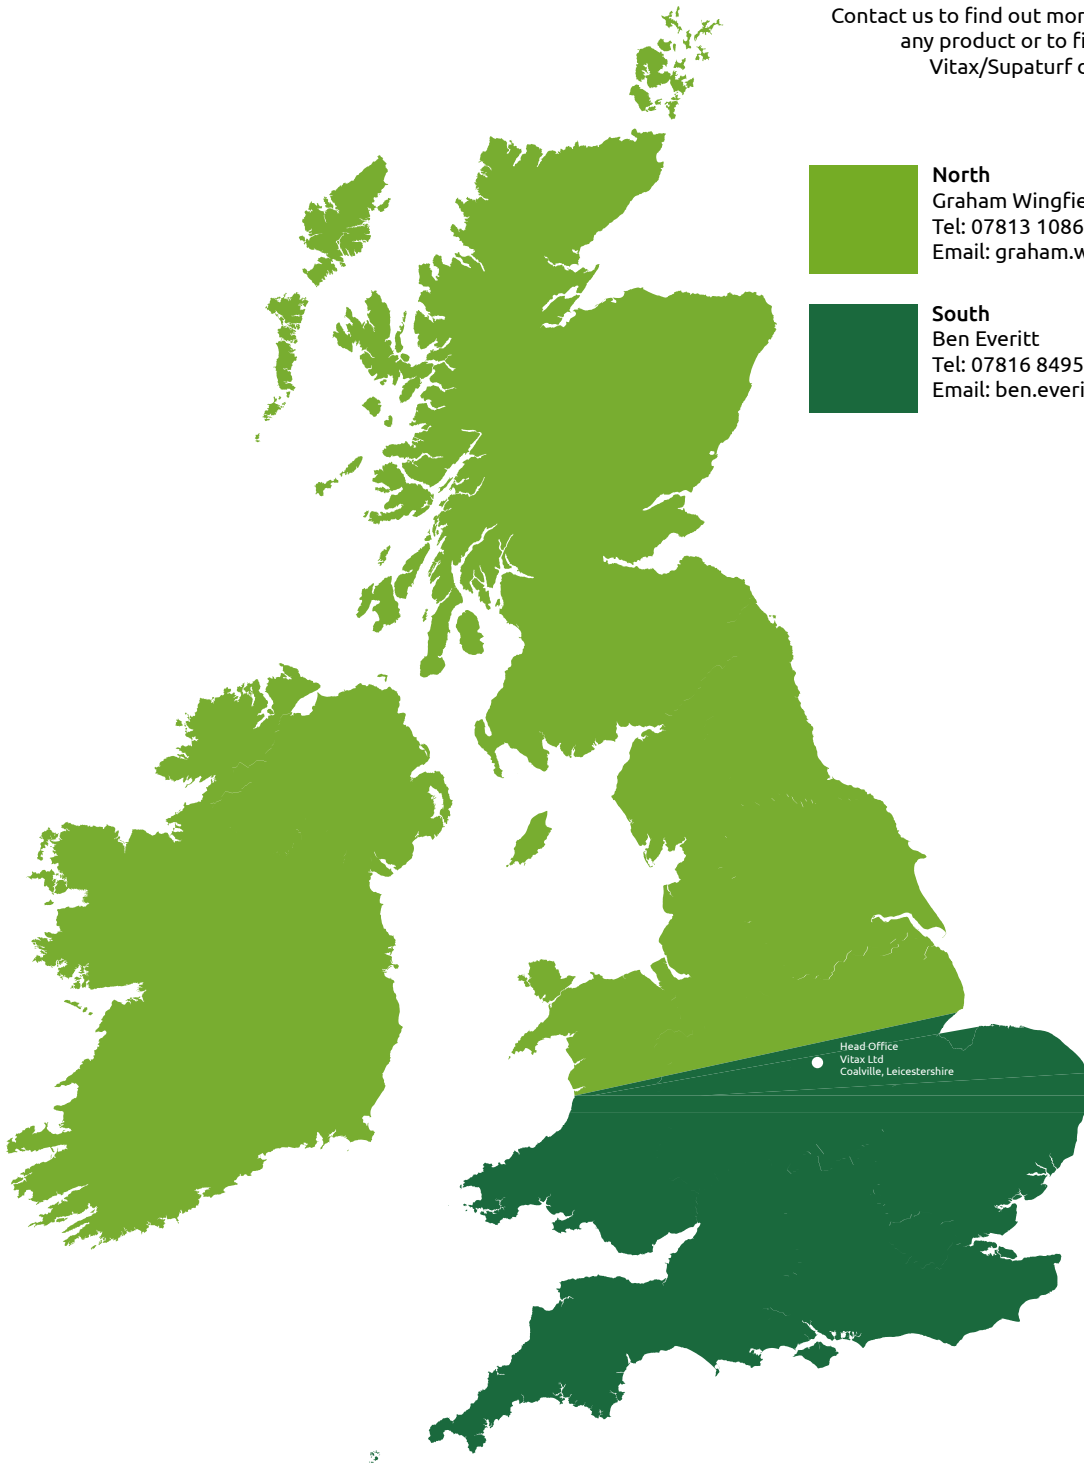 Contact us to find out mor
any product or to fi
Vitax/Supaturf
North
Graham Wingfie
Tel: 07813 1086
Email: graham.w
South
Ben Everitt
Tel: 07816 8495
Email: ben.everi
Head Office
Vitax Ltd
Coalville, Leicestershire